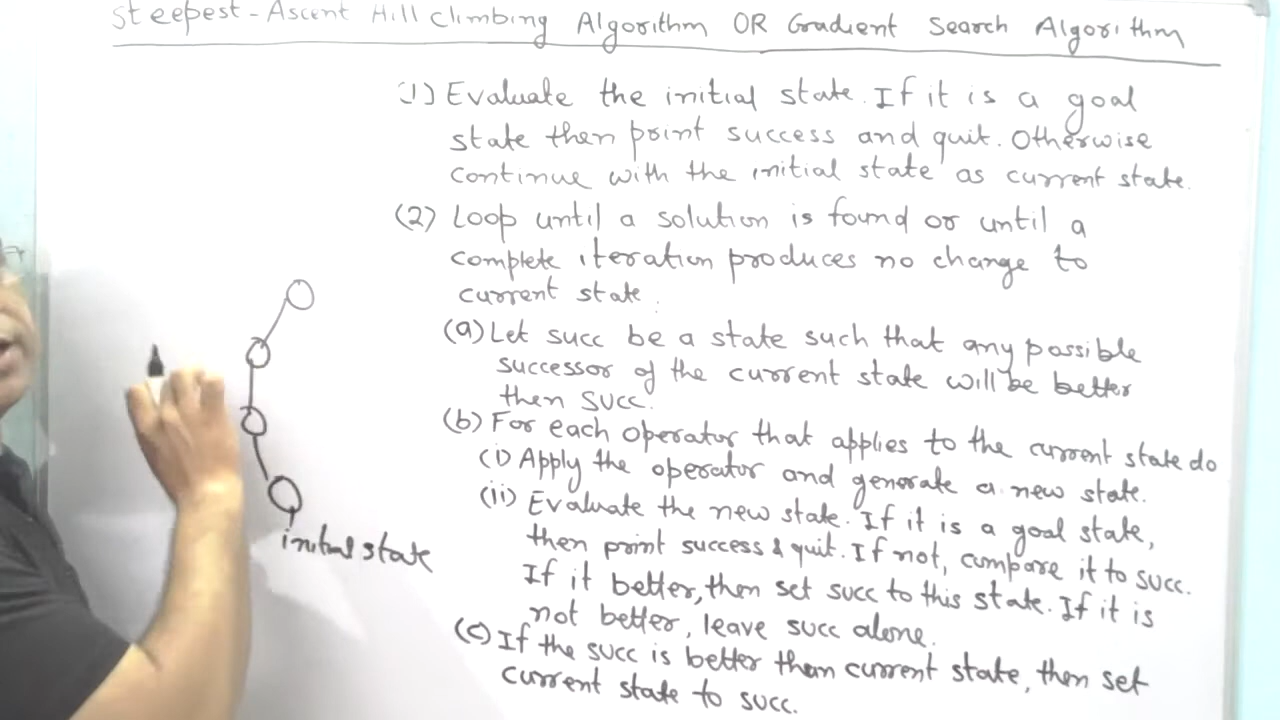 Steepest-Ascent Hill Climbing Algorithm OR Gradient Search Algorithm
(1) Evaluate the initial state. If it is a goal
state then print success and quit. Otherwise
continue with the initial state as current state.
(2) Loop until a solution is found or until a
complete iteration produces no change to
current state.
(a) Let succ be a state such that any possible
successor of the current state will be better
then succ.
(b) For each operator that applies to the current state do
(i) Apply the operator and generate a new state.
(ii) Evaluate the new state. If it is a goal state,
then print success & quit. If not, compare it to succ.
If it better, then set succ to this state. If it is
not better, leave succ alone.
(c) If the succ is better than current state, then set
current state to succ.
initial state